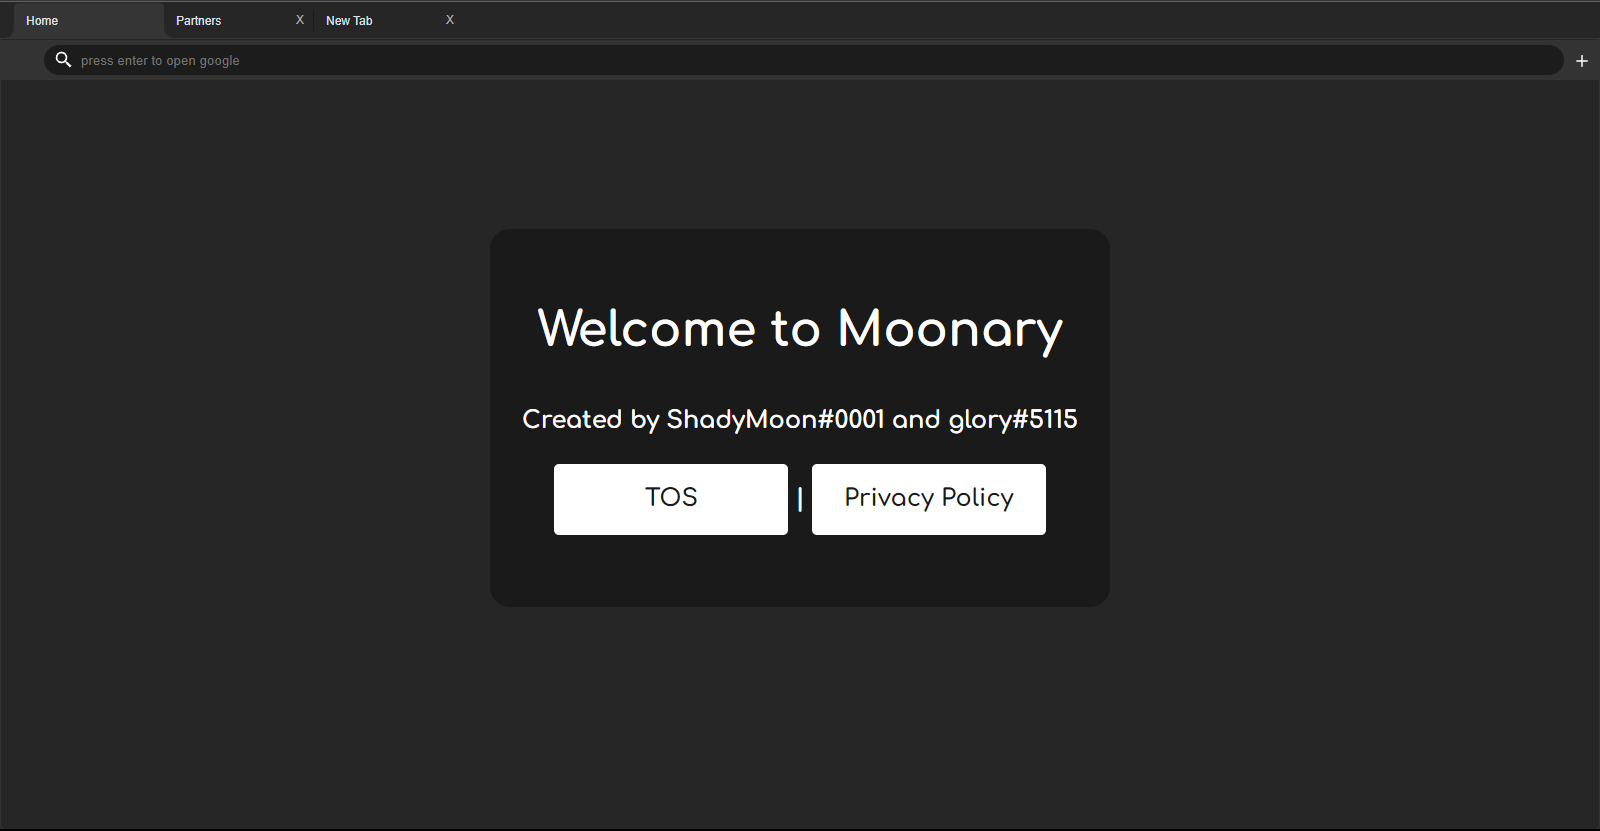 Home Partners X New Tab X
press enter to open google +
Welcome to Moonary
Created by ShadyMoon#0001 and glory#5115
TOS | Privacy Policy